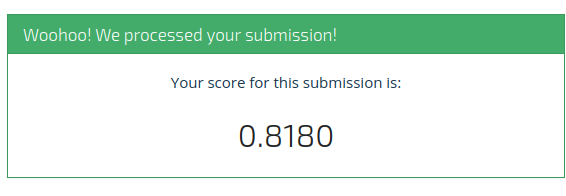 Woohoo! We processed your submission!
Your score for this submission is:
0.8180